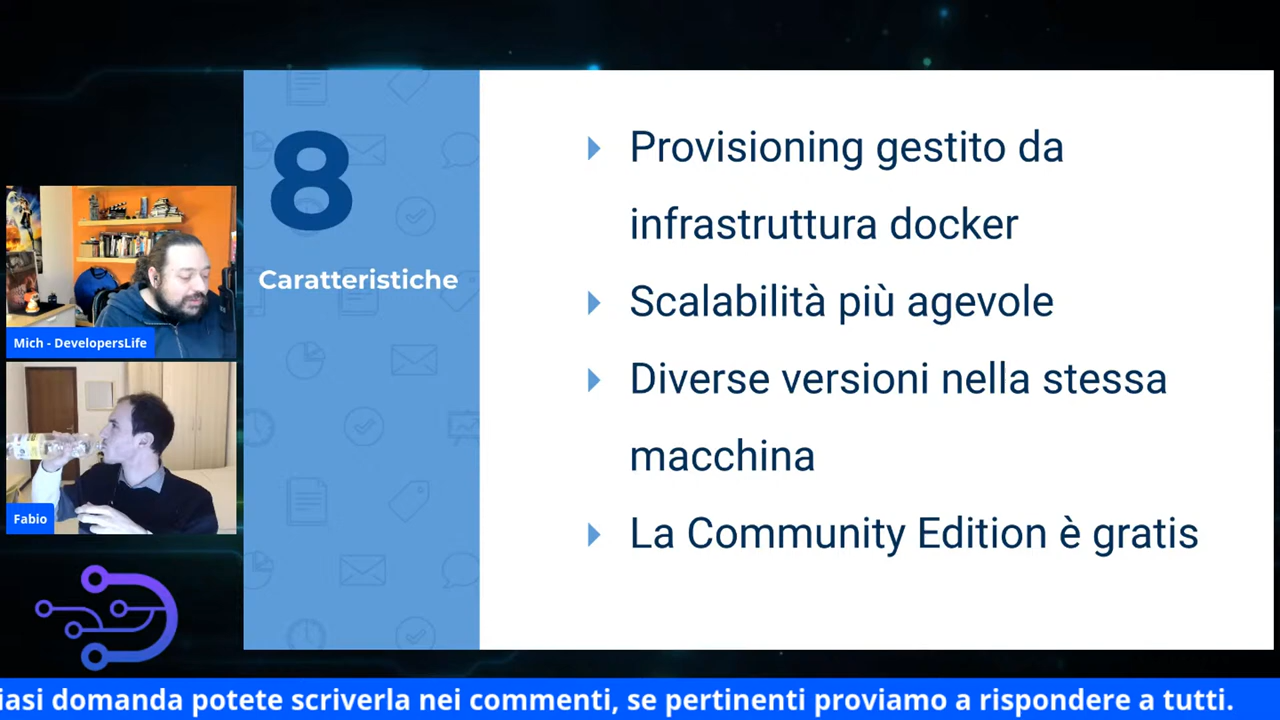 8
Caratteristiche
Provisioning gestito da
infrastruttura docker
Scalabilità più agevole
Diverse versioni nella stessa
macchina
La Community Edition è gratis
Mich - DevelopersLife
Fabio
iasi domanda potete scriverla nei commenti, se pertinenti proviamo a rispondere a tutti.